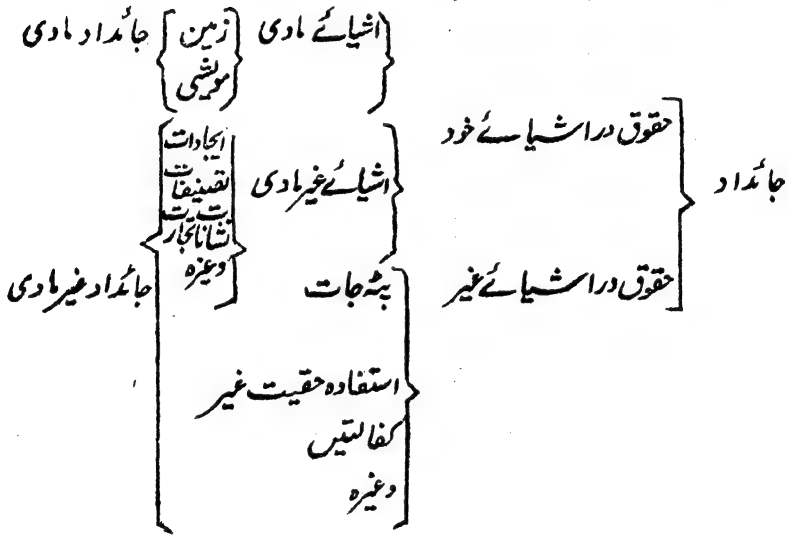 جائداد
حقوق در اشیائے خود
حقوق در اشیائے غیر
اشیائے مادی
اشیائے غیر مادی
پٹہ جات
استفادہ حقیت غیر
کفالتیں
وغیرہ
زمین
مویشی
ایجادات
تصنیفات
نشانات تجارت
وغیرہ
جائداد مادی
جائداد غیر مادی